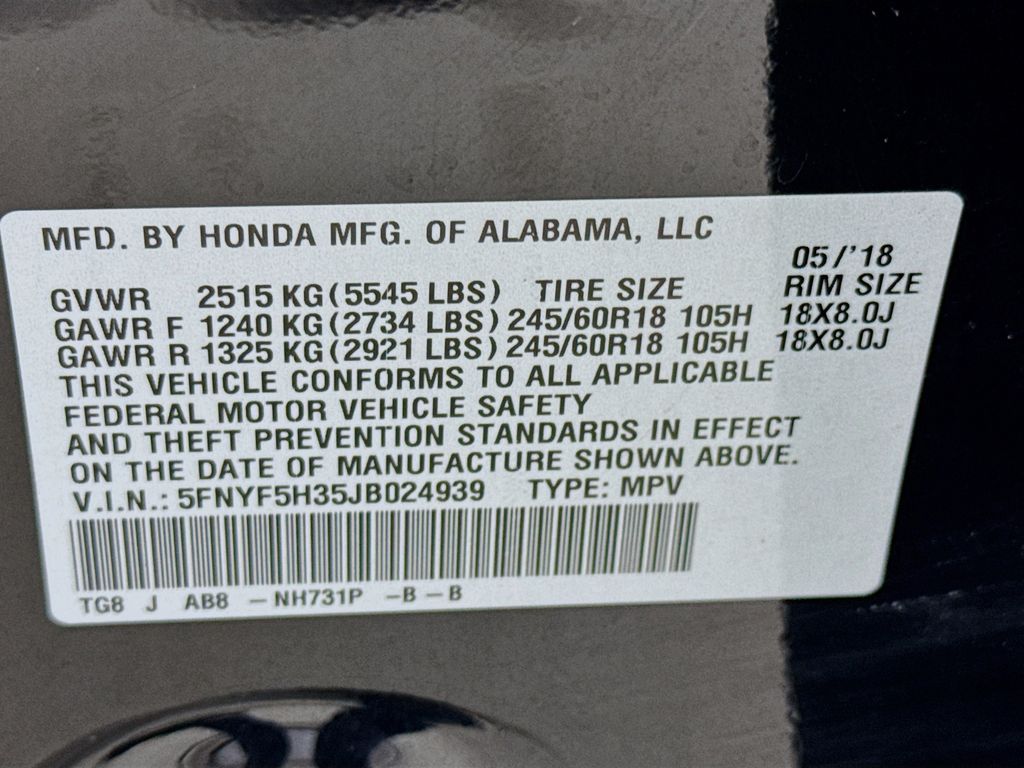 MFD. BY HONDA MFG. OF ALABAMA, LLC
05/'18
GVWR 2515 KG (5545 LBS) TIRE SIZE RIM SIZE
GAWR F 1240 KG (2734 LBS) 245/60R18 105H 18X8.0J
GAWR R 1325 KG (2921 LBS) 245/60R18 105H 18X8.0J
THIS VEHICLE CONFORMS TO ALL APPLICABLE
FEDERAL MOTOR VEHICLE SAFETY
AND THEFT PREVENTION STANDARDS IN EFFECT
ON THE DATE OF MANUFACTURE SHOWN ABOVE.
V.I.N.: 5FNYF5H35JB024939 TYPE: MPV
TG8 J AB8 – NH731P –B – B